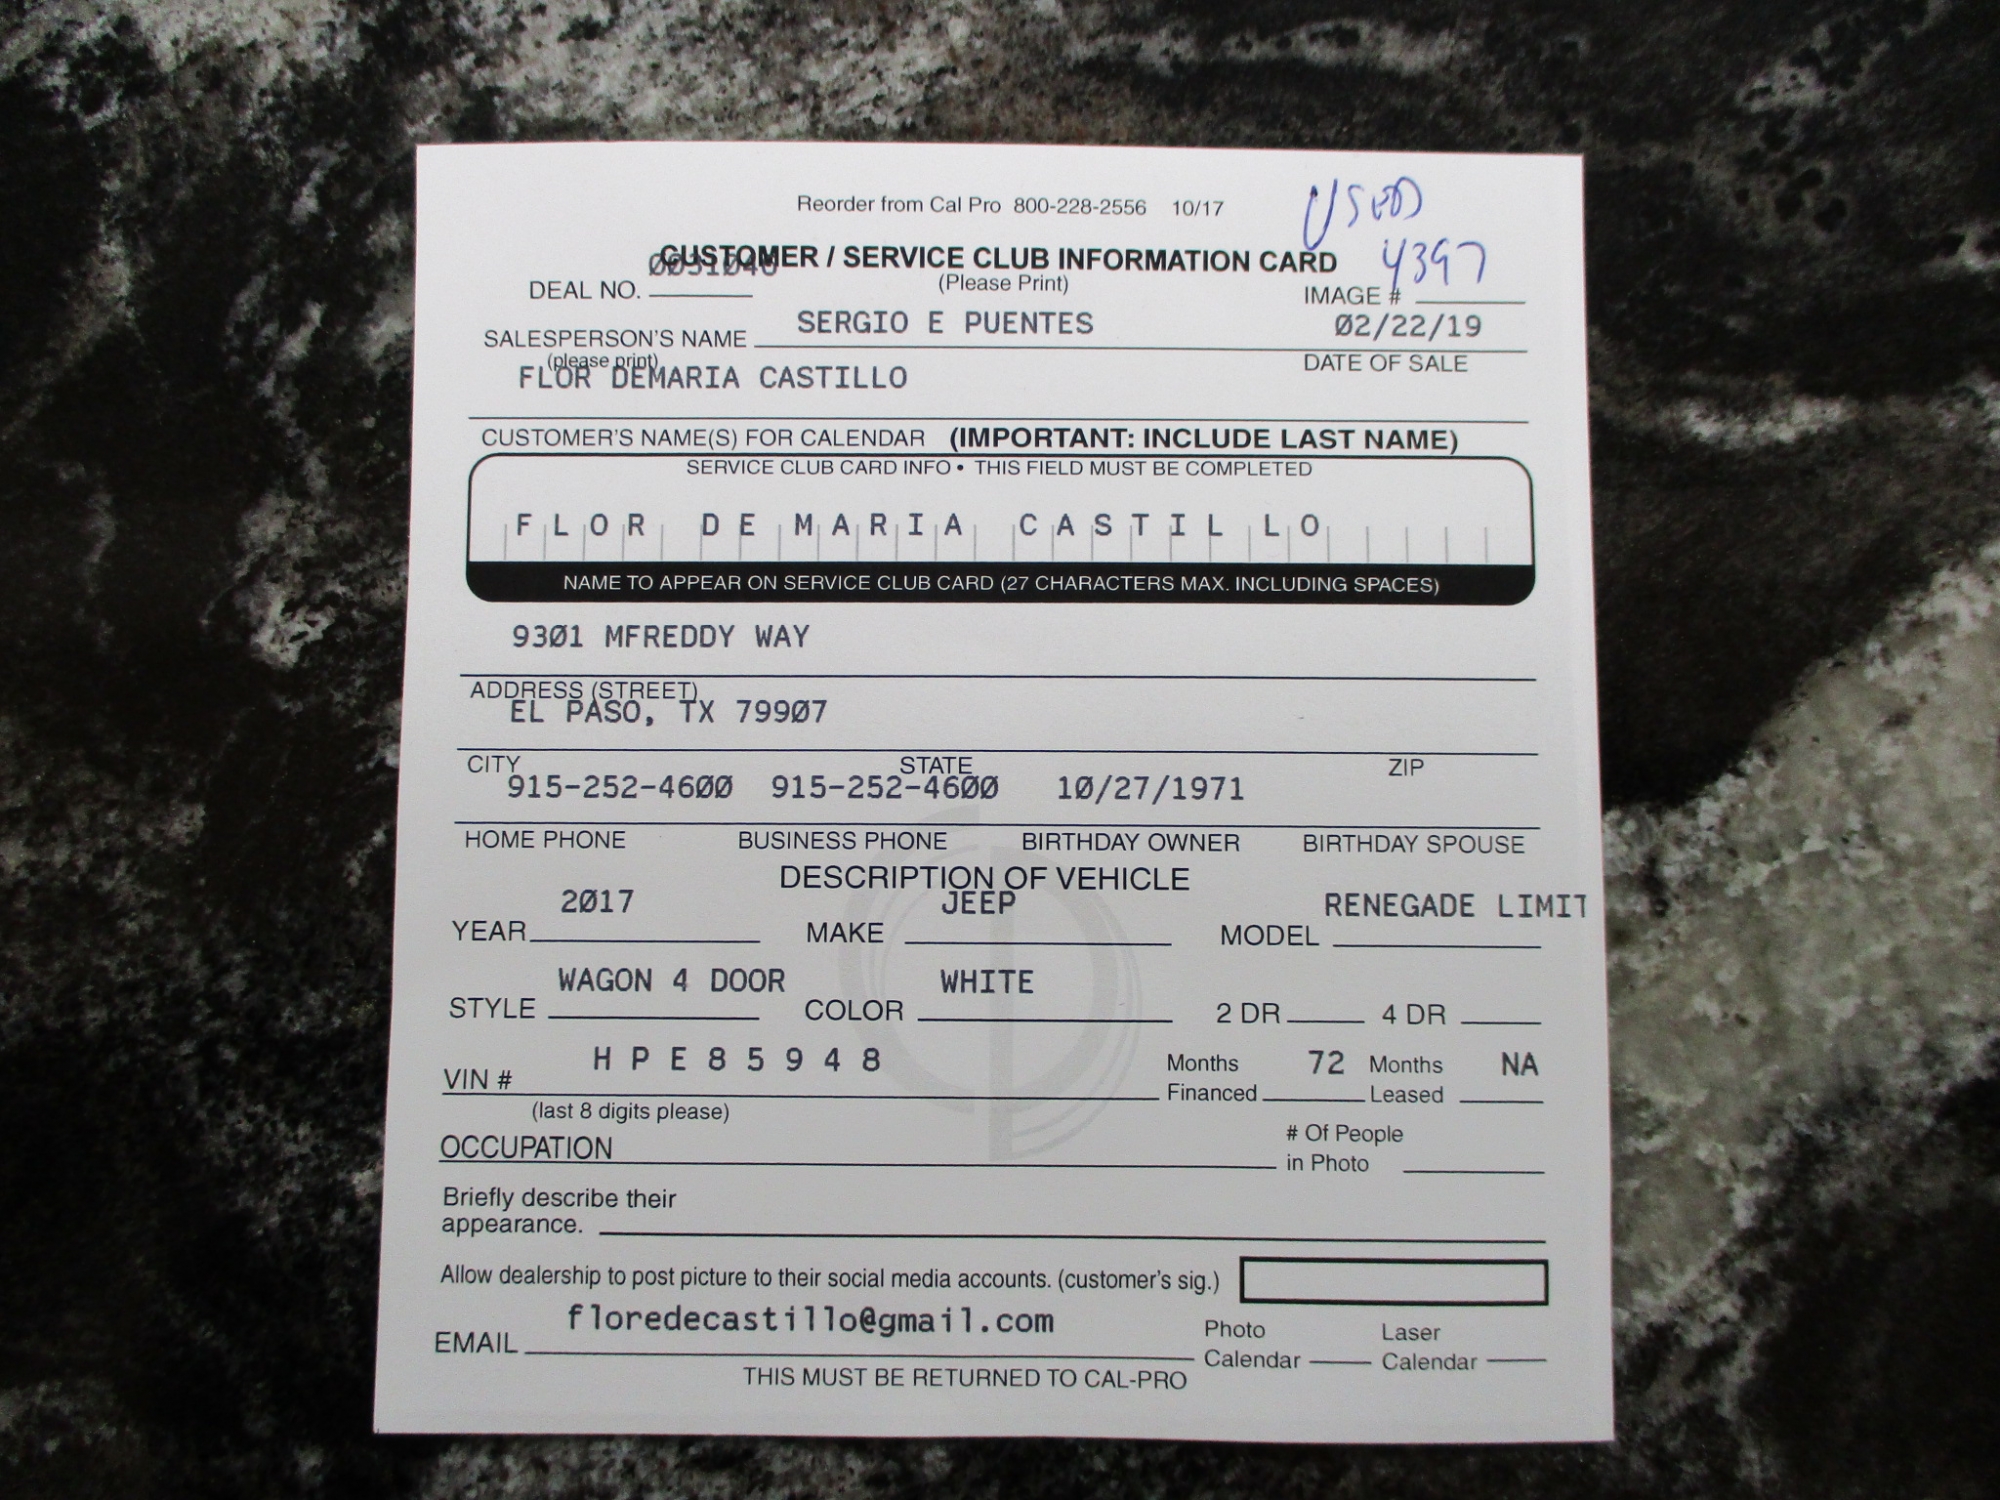 Reorder from Cal Pro 800-228-2556 10/17
USED
CUSTOMER / SERVICE CLUB INFORMATION CARD
4397
(Please Print)
DEAL NO.
IMAGE #
SALESPERSON'S NAME SERGIO E PUENTES 02/22/19
(please print) DATE OF SALE
FLOR DEMARIA CASTILLO
CUSTOMER'S NAME(S) FOR CALENDAR (IMPORTANT: INCLUDE LAST NAME)
SERVICE CLUB CARD INFO • THIS FIELD MUST BE COMPLETED
FLOR DE MARIA CASTILLO
NAME TO APPEAR ON SERVICE CLUB CARD (27 CHARACTERS MAX. INCLUDING SPACES)
9301 MFREDDY WAY
ADDRESS (STREET)
EL PASO, TX 79907
CITY STATE ZIP
915-252-4600 915-252-4600 10/27/1971
HOME PHONE BUSINESS PHONE BIRTHDAY OWNER BIRTHDAY SPOUSE
DESCRIPTION OF VEHICLE
YEAR 2017 MAKE JEEP MODEL RENEGADE LIMIT
STYLE WAGON 4 DOOR COLOR WHITE 2 DR 4 DR
VIN # HPE85948 Months Financed 72 Months Leased NA
(last 8 digits please)
OCCUPATION # Of People in Photo
Briefly describe their
appearance.
Allow dealership to post picture to their social media accounts. (customer's sig.)
EMAIL floredecastillo@gmail.com Photo Calendar Laser Calendar
THIS MUST BE RETURNED TO CAL-PRO